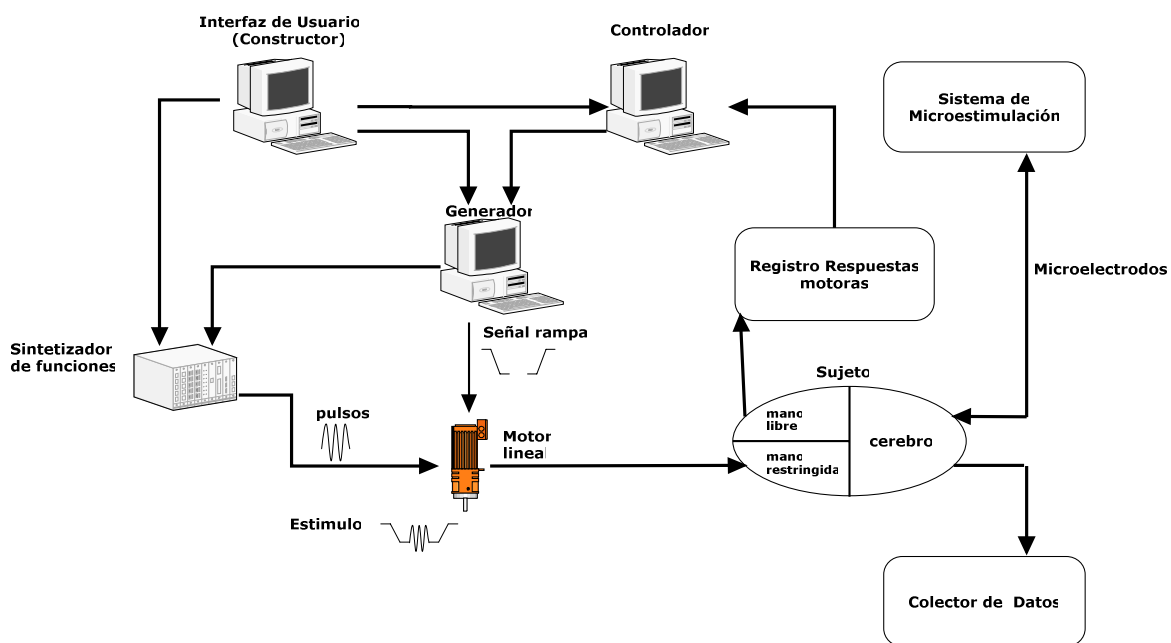 Interfaz de Usuario
(Constructor)
Controlador
Sistema de
Microestimulación
Generador
Registro Respuestas
motoras
Microelectrodos
Señal rampa
Sintetizador
de funciones
Sujeto
pulsos
Motor
lineal
mano
libre
cerebro
mano
restringida
Estimulo
Colector de Datos